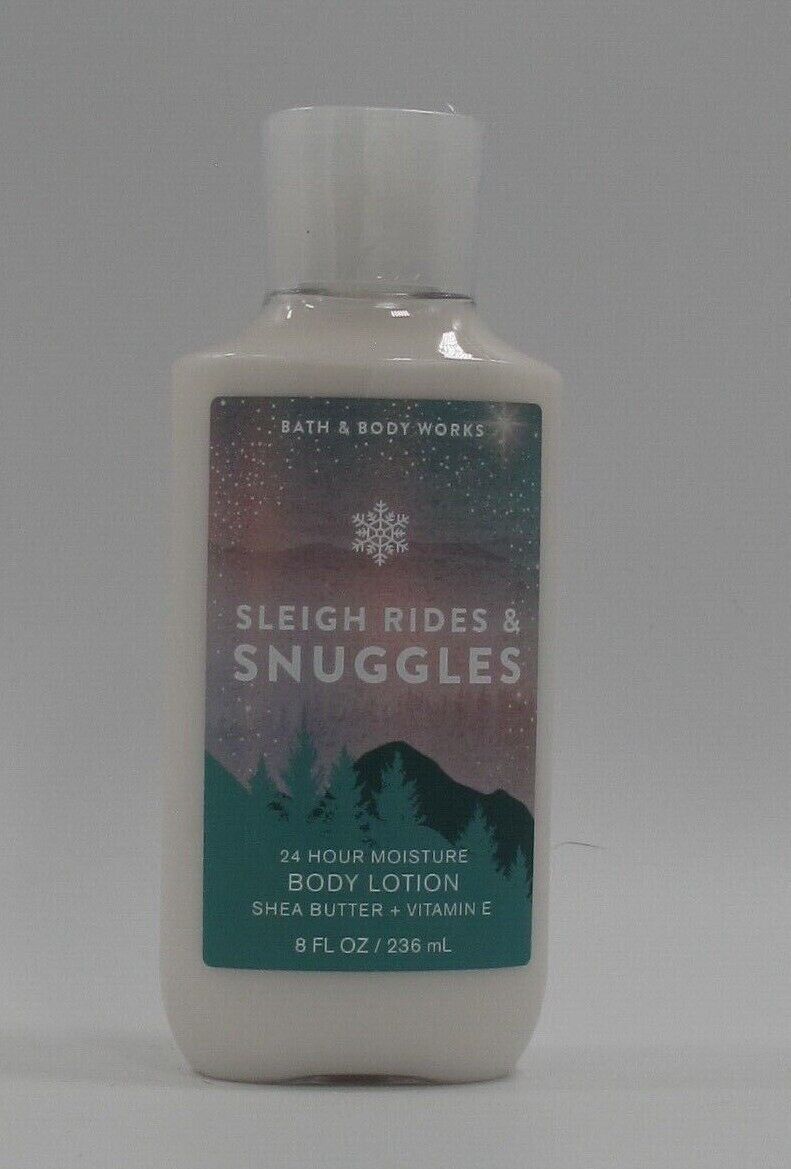 BATH & BODY WORKS
SLEIGH RIDES &
SNUGGLES
24 HOUR MOISTURE
BODY LOTION
SHEA BUTTER + VITAMIN E
8 FL OZ / 236 mL